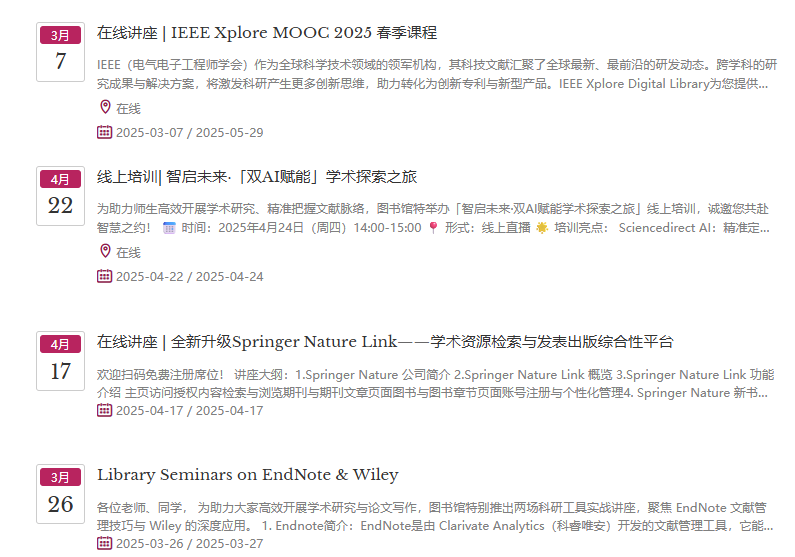 3月
7
在线讲座 | IEEE Xplore MOOC 2025 春季课程
IEEE（电气电子工程师学会）作为全球科学技术领域的领军机构，其科技文献汇聚了全球最新、最前沿的研发动态。跨学科的研
究成果与解决方案，将激发科研产生更多创新思维，助力转化为创新专利与新型产品。IEEE Xplore Digital Library为您提供...
在线
2025-03-07 / 2025-05-29
4月
22
线上培训| 智启未来·「双AI赋能」学术探索之旅
为助力师生高效开展学术研究、精准把握文献脉络，图书馆特举办「智启未来·双AI赋能学术探索之旅」线上培训，诚邀您共赴
智慧之约！ 📅 时间：2025年4月24日（周四）14:00-15:00 📍 形式：线上直播 🌟 培训亮点： Sciencedirect AI：精准定...
在线
2025-04-22 / 2025-04-24
4月
17
在线讲座 | 全新升级Springer Nature Link——学术资源检索与发表出版综合性平台
欢迎扫码免费注册席位！ 讲座大纲：1.Springer Nature 公司简介 2.Springer Nature Link 概览 3.Springer Nature Link 功能
介绍 主页访问授权内容检索与浏览期刊与期刊文章页面图书与图书章节页面账号注册与个性化管理4. Springer Nature 新书...
2025-04-17 / 2025-04-17
3月
26
Library Seminars on EndNote & Wiley
各位老师、同学， 为助力大家高效开展学术研究与论文写作，图书馆特别推出两场科研工具实战讲座，聚焦 EndNote 文献管
理技巧与 Wiley 的深度应用。 1. Endnote简介：EndNote是由 Clarivate Analytics（科睿唯安）开发的文献管理工具，它能...
2025-03-26 / 2025-03-27